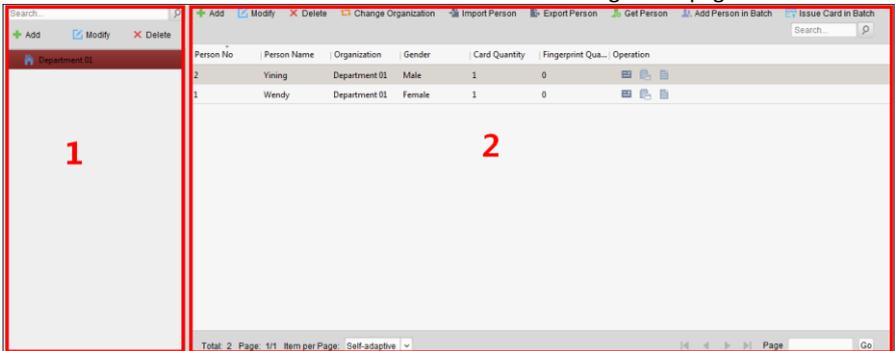 Search...
Add Modify Delete
Department 01
1
Add Modify Delete Change Organization Import Person Export Person Get Person Add Person in Batch Issue Card in Batch
Search...
Person No Person Name Organization Gender Card Quantity Fingerprint Qua... Operation
2 Yining Department 01 Male 1 0
1 Wendy Department 01 Female 1 0
2
Total: 2 Page: 1/1 Item per Page: Self-adaptive Page Go